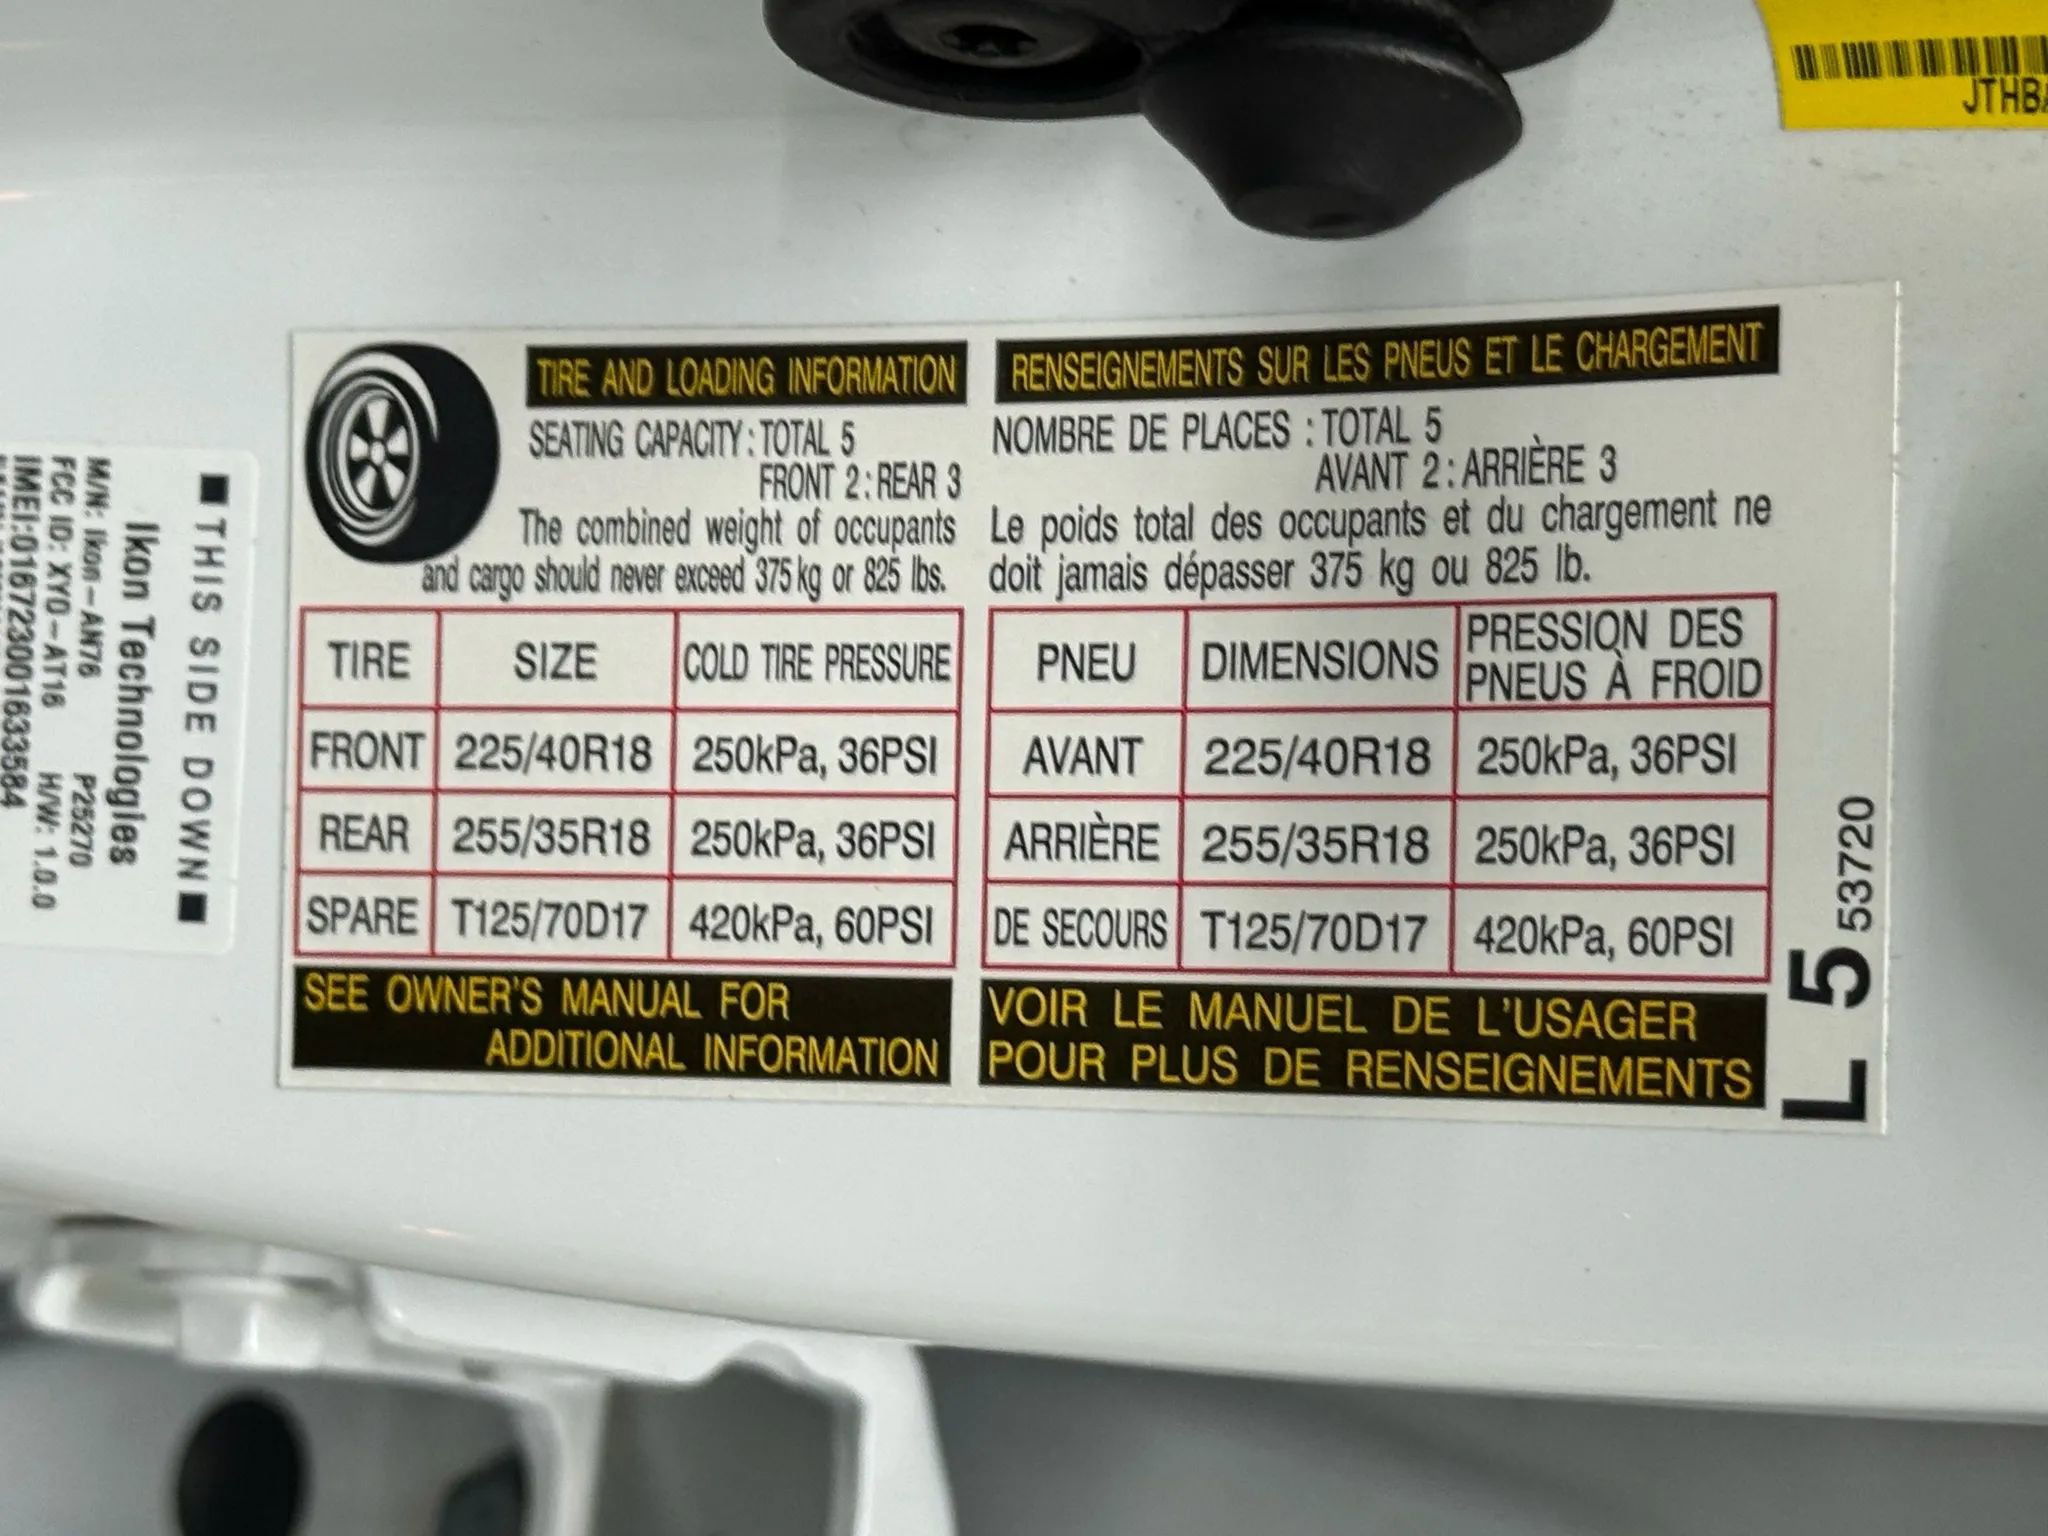 JTHBA
TIRE AND LOADING INFORMATION
SEATING CAPACITY : TOTAL 5
FRONT 2 : REAR 3
The combined weight of occupants
and cargo should never exceed 375 kg or 825 lbs.
TIRE SIZE COLD TIRE PRESSURE
FRONT 225/40R18 250kPa, 36PSI
REAR 255/35R18 250kPa, 36PSI
SPARE T125/70D17 420kPa, 60PSI
SEE OWNER'S MANUAL FOR
ADDITIONAL INFORMATION
RENSEIGNEMENTS SUR LES PNEUS ET LE CHARGEMENT
NOMBRE DE PLACES : TOTAL 5
AVANT 2 : ARRIÈRE 3
Le poids total des occupants et du chargement ne
doit jamais dépasser 375 kg ou 825 lb.
PNEU DIMENSIONS PRESSION DES
PNEUS À FROID
AVANT 225/40R18 250kPa, 36PSI
ARRIÈRE 255/35R18 250kPa, 36PSI
DE SECOURS T125/70D17 420kPa, 60PSI
VOIR LE MANUEL DE L'USAGER
POUR PLUS DE RENSEIGNEMENTS
L 5 53720
■ THIS SIDE DOWN ■
Ikon Technologies
M/N: Ikon-AN76 P25270
FCC ID: XYO-AT16 H/W: 1.0.0
IMEI:016723001633584